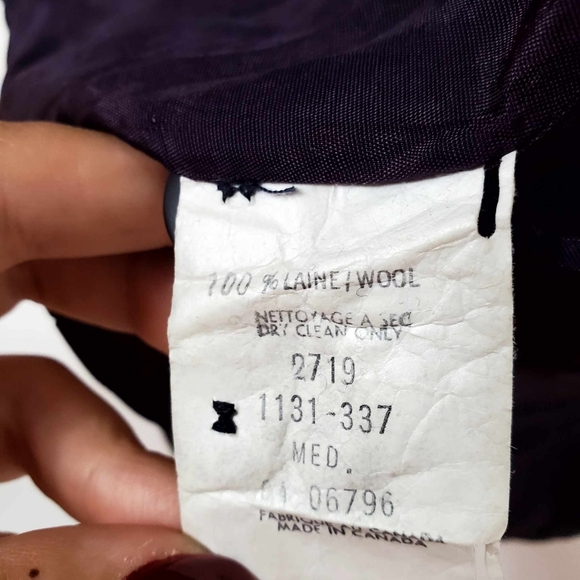 100 % LAINE / WOOL
NETTOYAGE A SEC
DRY CLEAN ONLY
2719
1131-337
MED.
06796
MADE IN CANADA